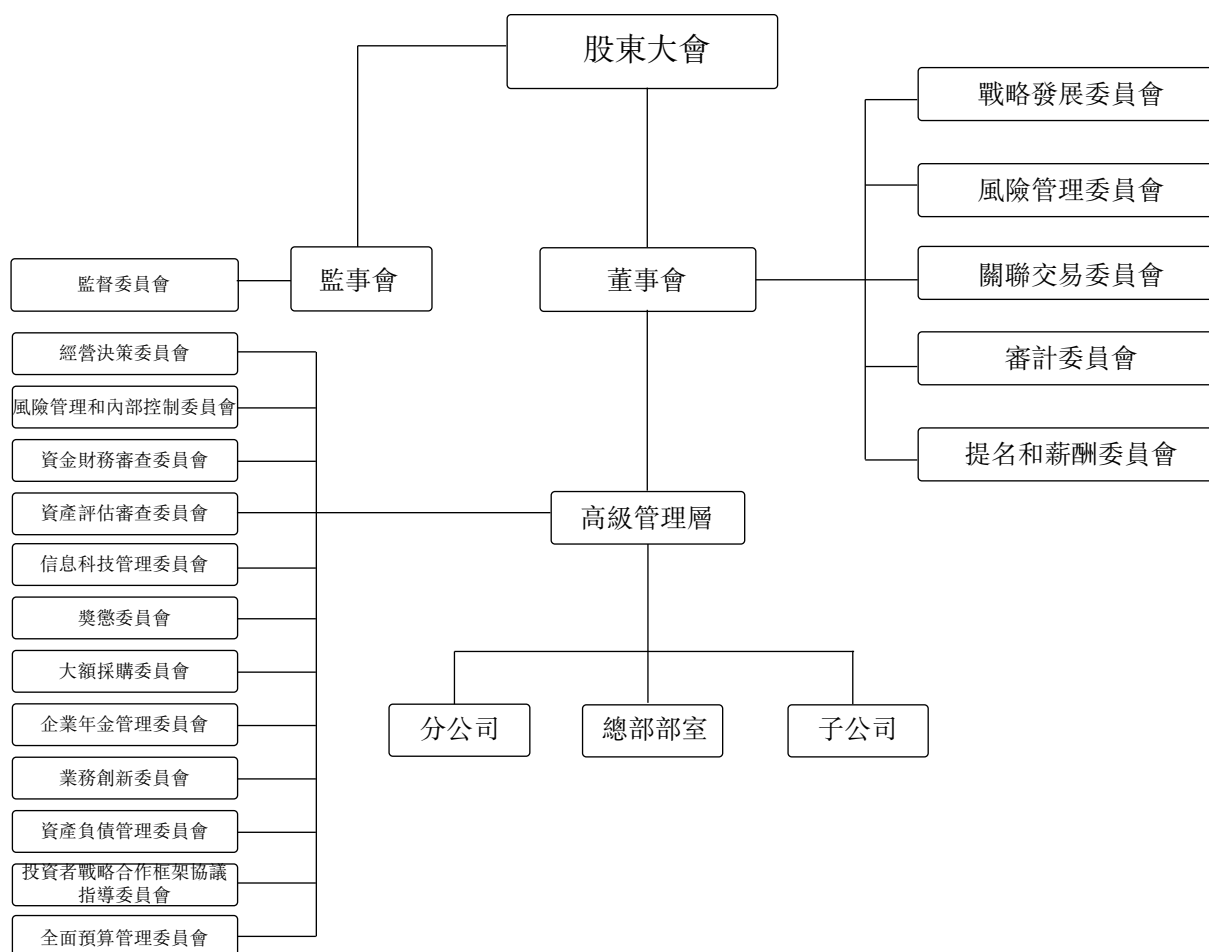 股東大會
戰略發展委員會
風險管理委員會
關聯交易委員會
審計委員會
提名和薪酬委員會
監事會
董事會
監督委員會
經營決策委員會
風險管理和內部控制委員會
資金財務審查委員會
資產評估審查委員會
信息科技管理委員會
獎懲委員會
大額採購委員會
企業年金管理委員會
業務創新委員會
資產負債管理委員會
投資者戰略合作框架協議
指導委員會
全面預算管理委員會
高級管理層
分公司
總部部室
子公司